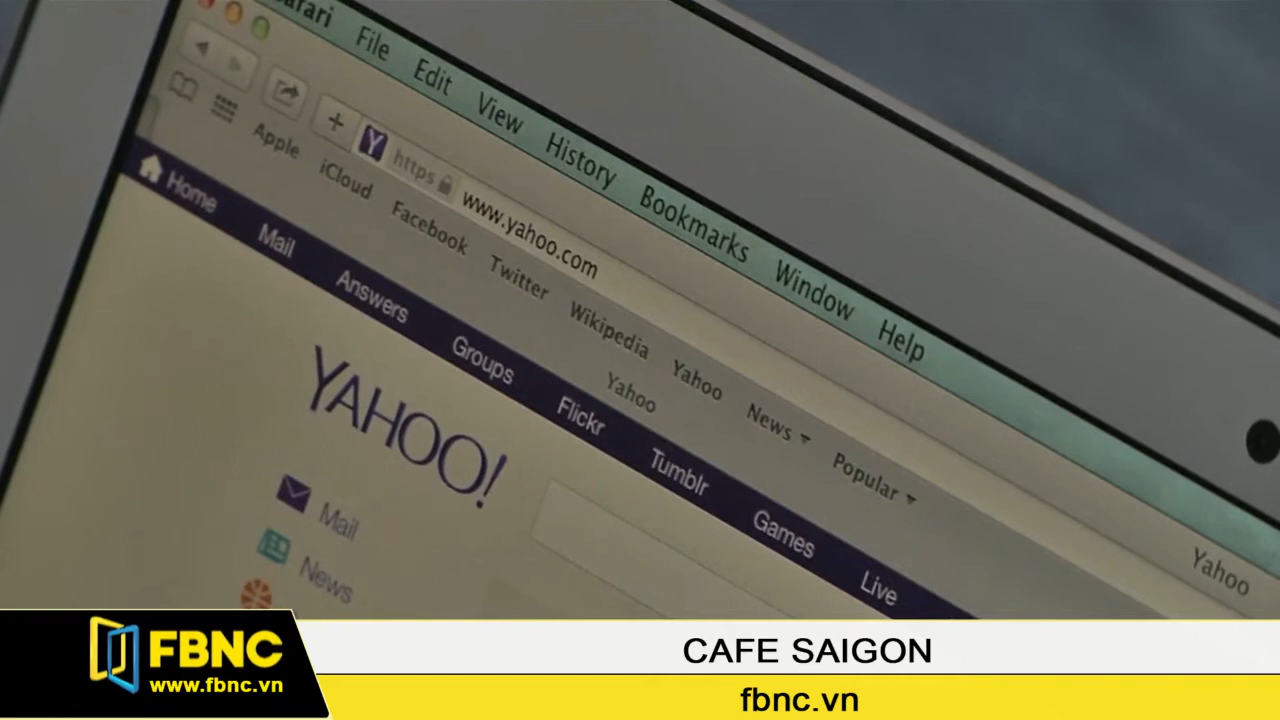 Safari File Edit View History Bookmarks Window Help
https www.yahoo.com
Apple iCloud Facebook Twitter Wikipedia Yahoo News Popular
Yahoo
Yahoo
Home Mail Answers Groups Flickr Tumblr Games Live
YAHOO!
Mail
News
FBNC
www.fbnc.vn
CAFE SAIGON
fbnc.vn